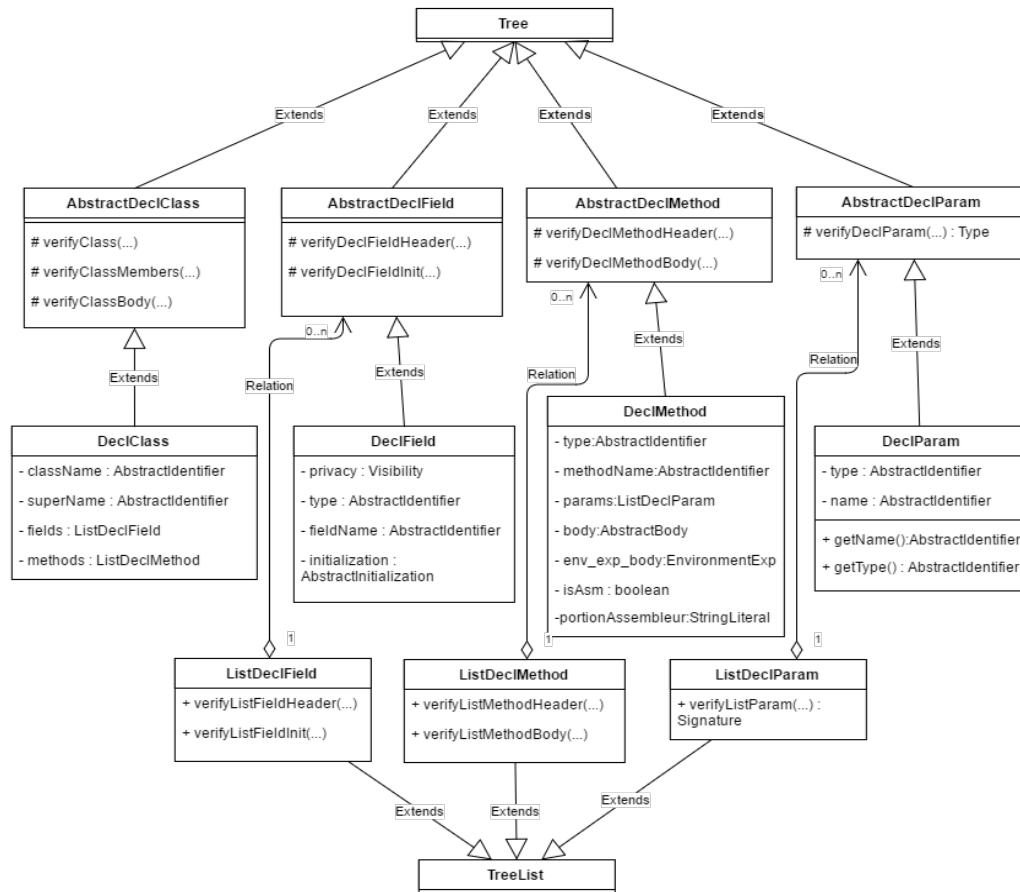 Tree
Extends
Extends
Extends
Extends
AbstractDeclClass
# verifyClass(...)
# verifyClassMembers(...)
# verifyClassBody(...)
AbstractDeclField
# verifyDeclFieldHeader(...)
# verifyDeclFieldInit(...)
AbstractDeclMethod
# verifyDeclMethodHeader(...)
# verifyDeclMethodBody(...)
AbstractDeclParam
# verifyDeclParam(...) : Type
0..n
0..n
0..n
Extends
Relation
Extends
Relation
Extends
Relation
Extends
DeclClass
- className : AbstractIdentifier
- superName : AbstractIdentifier
- fields : ListDeclField
- methods : ListDeclMethod
DeclField
- privacy : Visibility
- type : AbstractIdentifier
- fieldName : AbstractIdentifier
- initialization :
AbstractInitialization
DeclMethod
- type:AbstractIdentifier
- methodName:AbstractIdentifier
- params:ListDeclParam
- body:AbstractBody
- env_exp_body:EnvironmentExp
- isAsm : boolean
-portionAssembleur:StringLiteral
DeclParam
- type : AbstractIdentifier
- name : AbstractIdentifier
+ getName():AbstractIdentifier
+ getType() : AbstractIdentifier
1
1
1
ListDeclField
+ verifyListFieldHeader(...)
+ verifyListFieldInit(...)
ListDeclMethod
+ verifyListMethodHeader(...)
+ verifyListMethodBody(...)
ListDeclParam
+ verifyListParam(...) :
Signature
Extends
Extends
Extends
TreeList